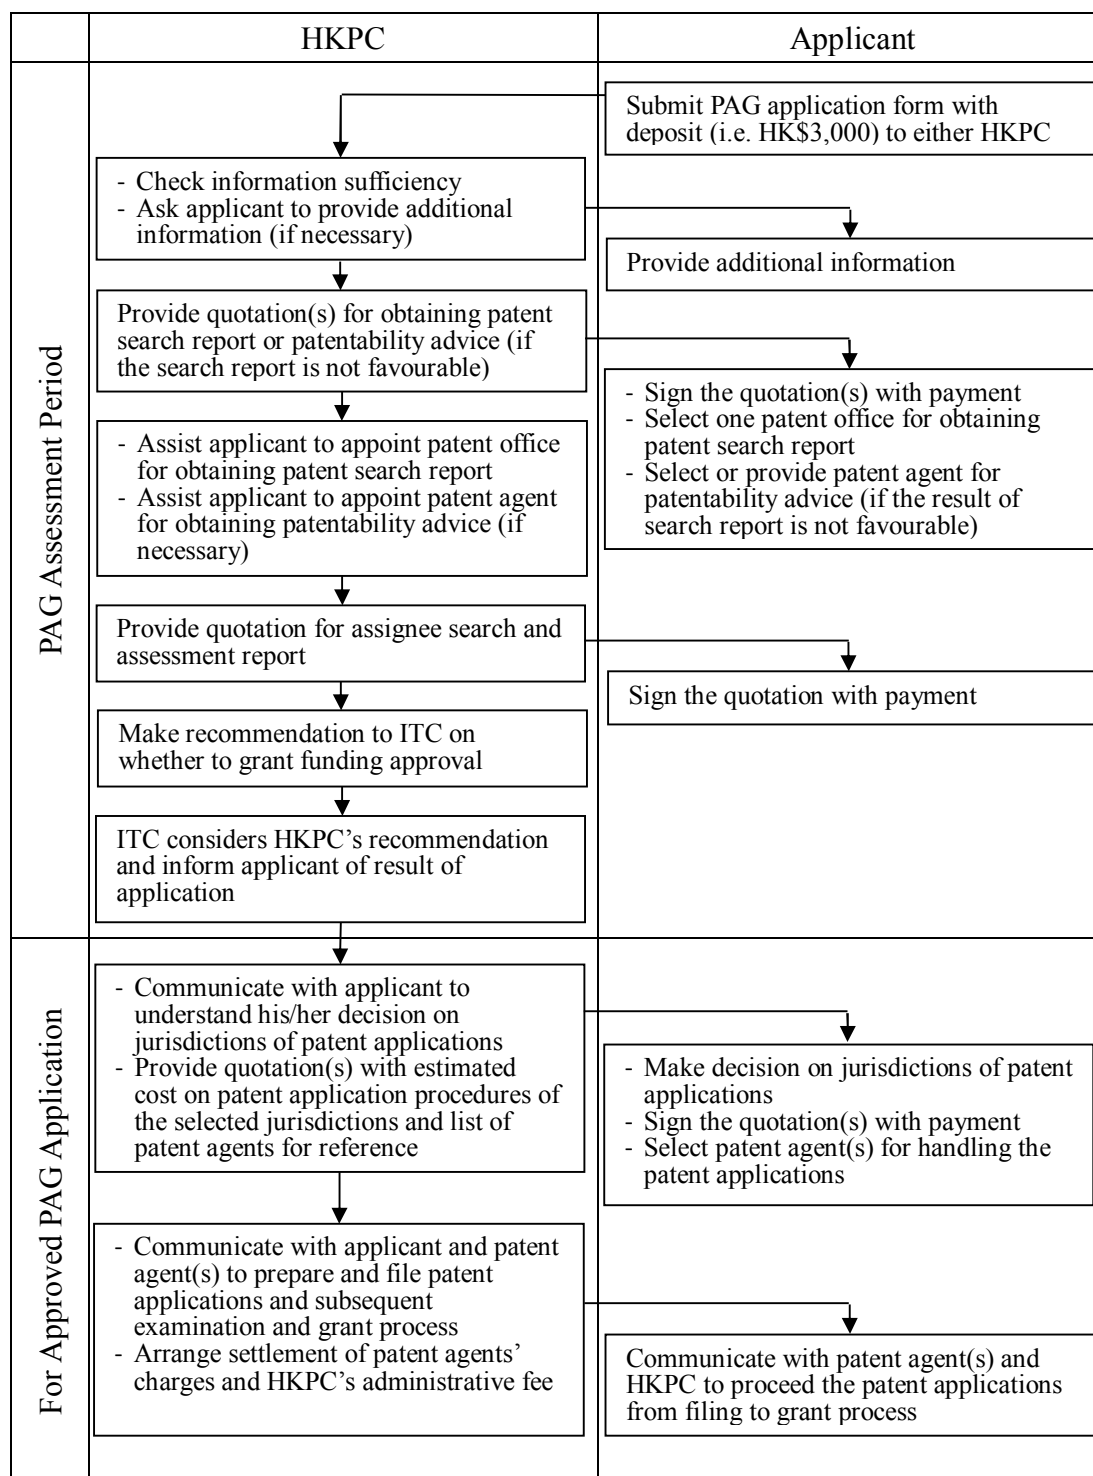 HKPC
Applicant
PAG Assessment Period
Submit PAG application form with
deposit (i.e. HK$3,000) to either HKPC
- Check information sufficiency
- Ask applicant to provide additional
information (if necessary)
Provide additional information
Provide quotation(s) for obtaining patent
search report or patentability advice (if
the search report is not favourable)
- Sign the quotation(s) with payment
- Select one patent office for obtaining
patent search report
- Select or provide patent agent for
patentability advice (if the result of
search report is not favourable)
- Assist applicant to appoint patent office
for obtaining patent search report
- Assist applicant to appoint patent agent
for obtaining patentability advice (if
necessary)
Provide quotation for assignee search and
assessment report
Sign the quotation with payment
Make recommendation to ITC on
whether to grant funding approval
ITC considers HKPC’s recommendation
and inform applicant of result of
application
For Approved PAG Application
- Communicate with applicant to
understand his/her decision on
jurisdictions of patent applications
- Provide quotation(s) with estimated
cost on patent application procedures of
the selected jurisdictions and list of
patent agents for reference
- Make decision on jurisdictions of patent
applications
- Sign the quotation(s) with payment
- Select patent agent(s) for handling the
patent applications
- Communicate with applicant and patent
agent(s) to prepare and file patent
applications and subsequent
examination and grant process
- Arrange settlement of patent agents’
charges and HKPC’s administrative fee
Communicate with patent agent(s) and
HKPC to proceed the patent applications
from filing to grant process